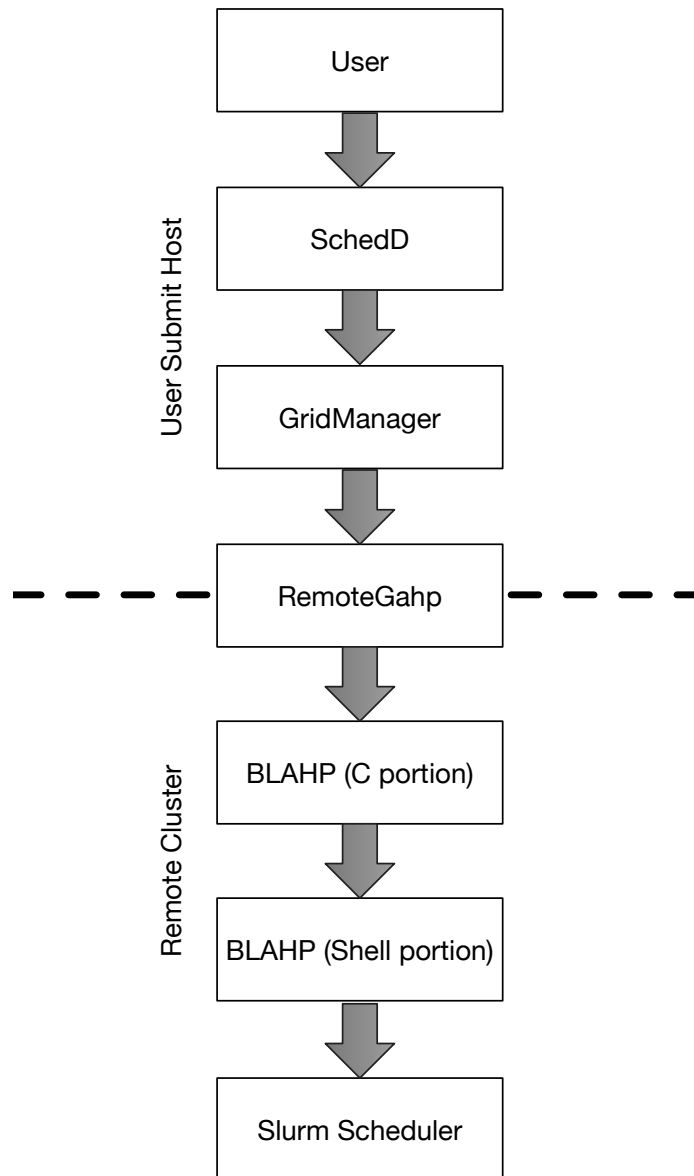 User
SchedD
User Submit Host
GridManager
RemoteGahp
BLAHP (C portion)
Remote Cluster
BLAHP (Shell portion)
Slurm Scheduler